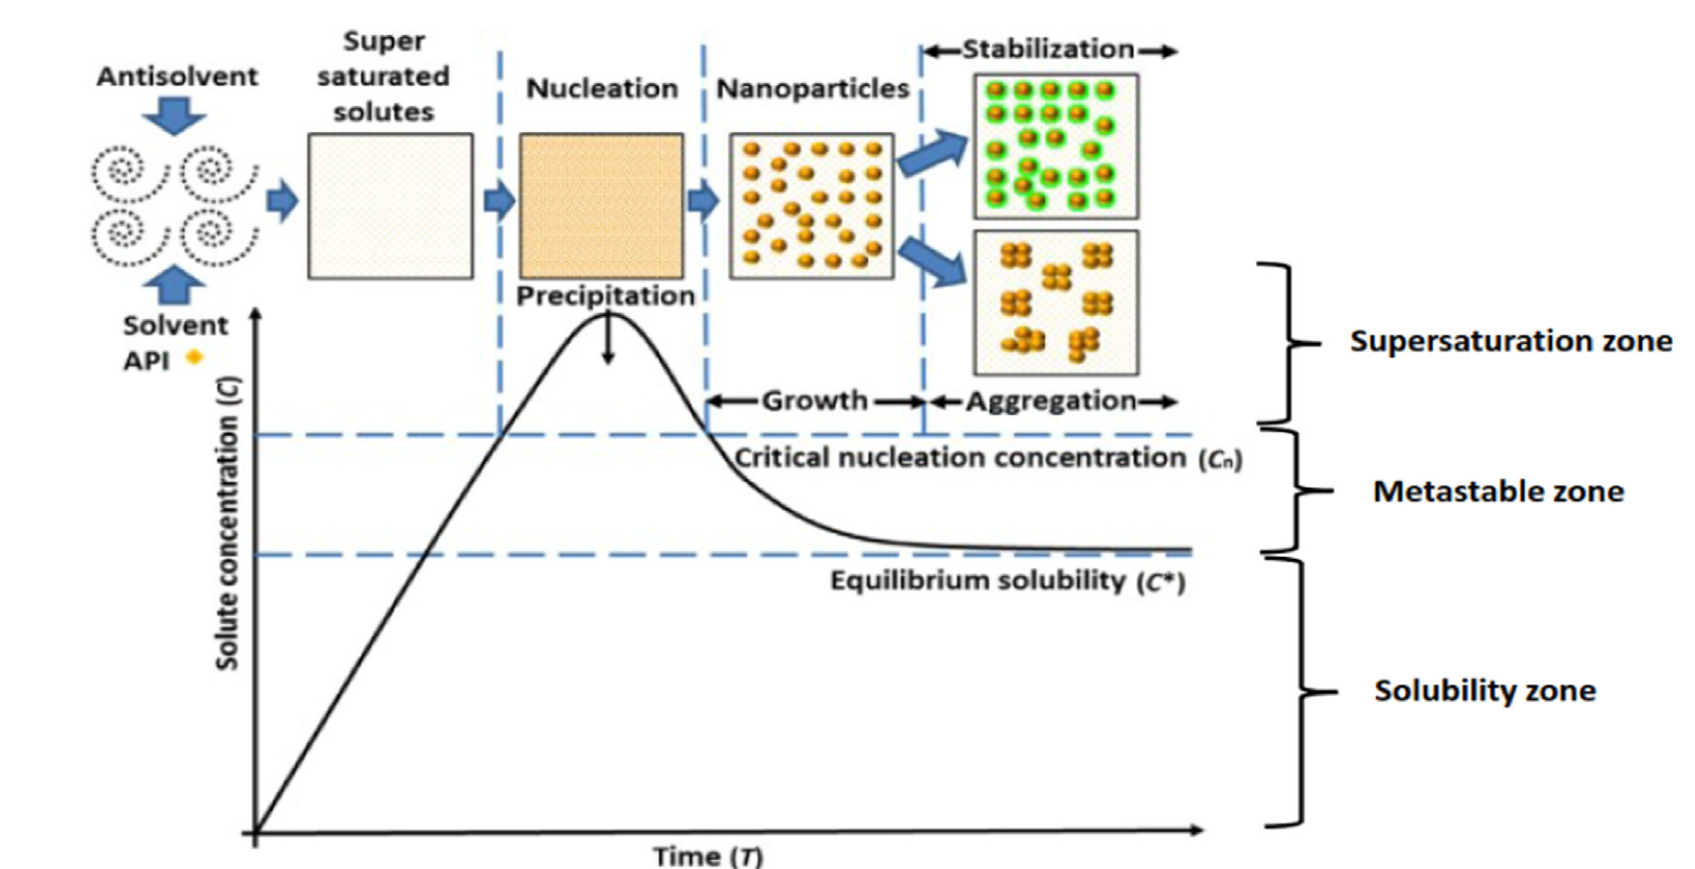 Antisolvent
Super
saturated
solutes
Nucleation
Nanoparticles
Stabilization
Precipitation
Solvent
API
Growth
Aggregation
Critical nucleation concentration (Cn)
Equilibrium solubility (C*)
Solute concentration (C)
Time (T)
Supersaturation zone
Metastable zone
Solubility zone